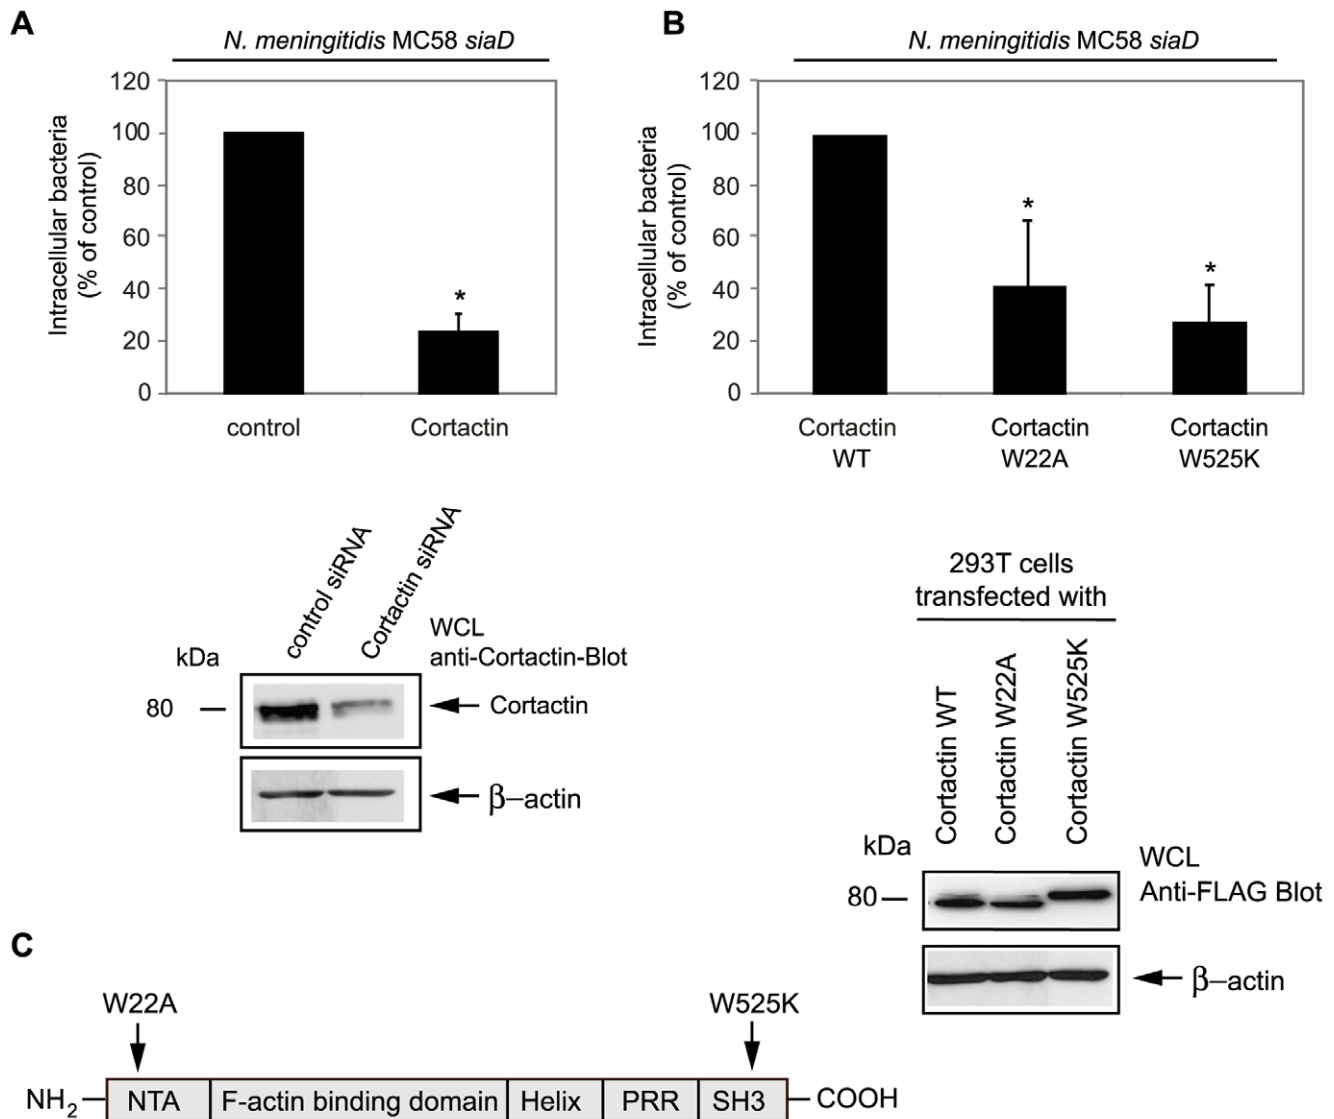 A
N. meningitidis MC58 siaD
120
100
80
60
40
20
0
Intracellular bacteria
(% of control)
*
control
Cortactin
control siRNA
Cortactin siRNA
WCL
anti-Cortactin-Blot
kDa
80
Cortactin
β–actin
B
N. meningitidis MC58 siaD
120
100
80
60
40
20
0
Intracellular bacteria
(% of control)
*
*
Cortactin
WT
Cortactin
W22A
Cortactin
W525K
293T cells
transfected with
Cortactin WT
Cortactin W22A
Cortactin W525K
kDa
80
WCL
Anti-FLAG Blot
β–actin
C
W22A
W525K
NH2
NTA
F-actin binding domain
Helix
PRR
SH3
COOH